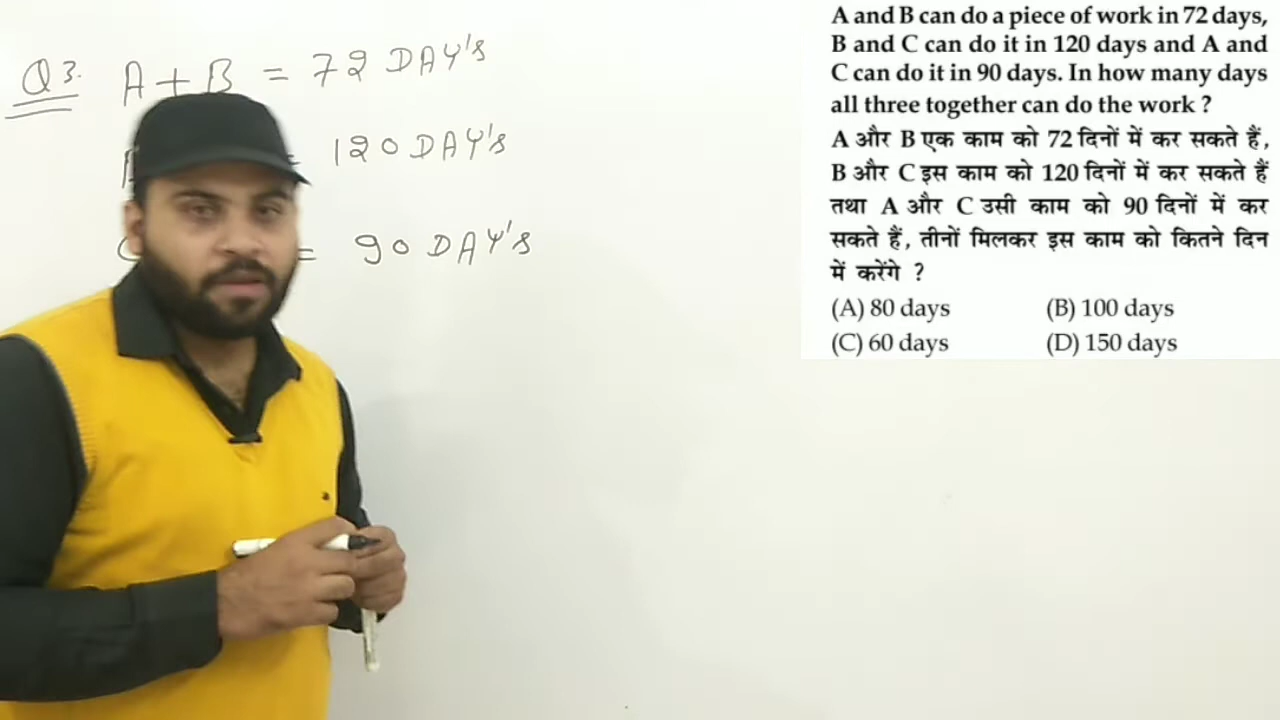 Q3. A + B = 72 DAY's
= 120 DAY's
= 90 DAY's
A and B can do a piece of work in 72 days,
B and C can do it in 120 days and A and
C can do it in 90 days. In how many days
all three together can do the work ?
A और B एक काम को 72 दिनों में कर सकते हैं,
B और C इस काम को 120 दिनों में कर सकते हैं
तथा A और C उसी काम को 90 दिनों में कर
सकते हैं, तीनों मिलकर इस काम को कितने दिन
में करेंगे ?
(A) 80 days (B) 100 days
(C) 60 days (D) 150 days